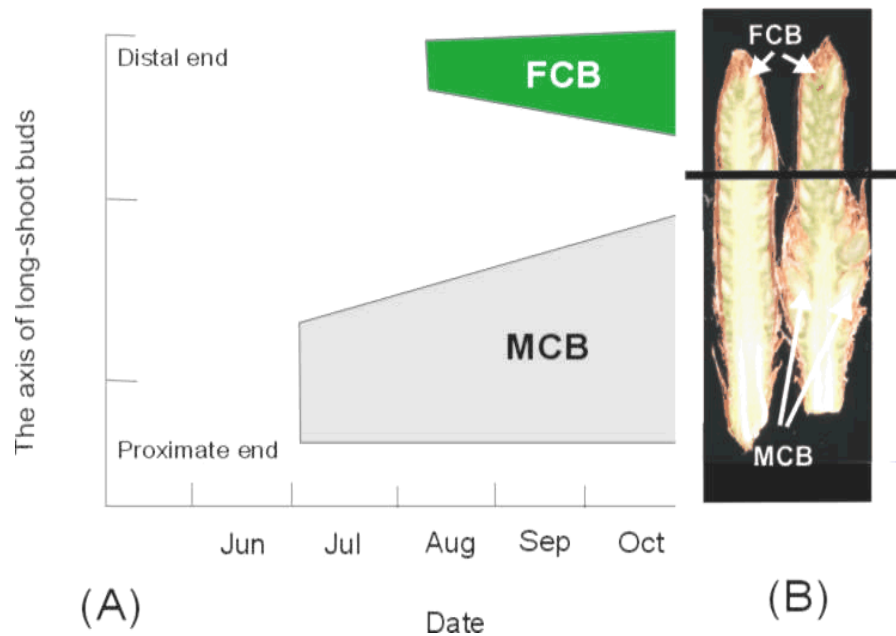 Distal end
FCB
FCB
The axis of long-shoot buds
MCB
Proximate end
MCB
Jun Jul Aug Sep Oct
(A)
Date
(B)